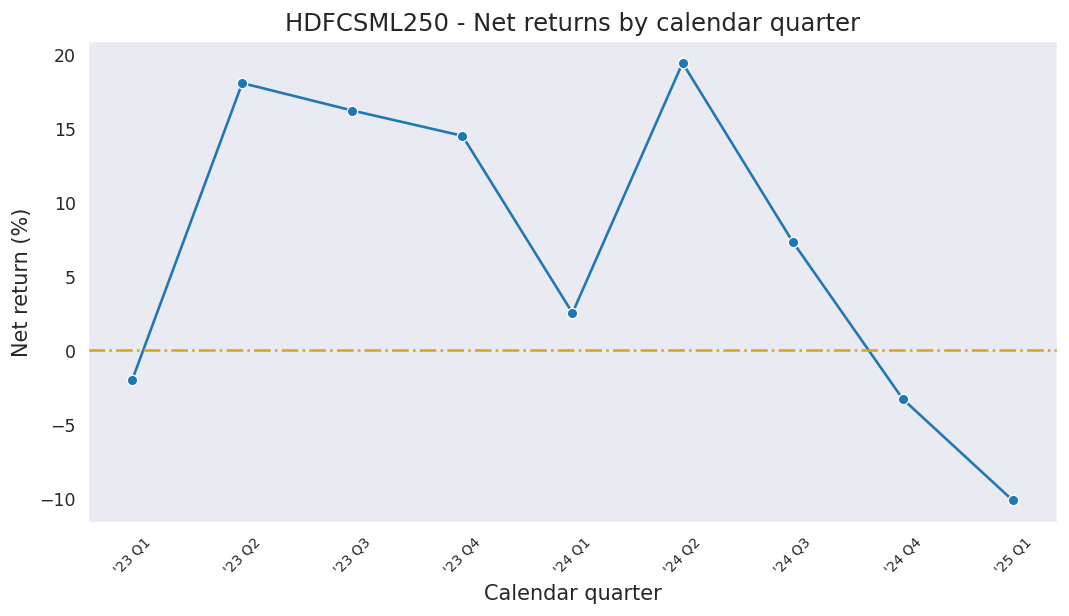 HDFCSML250 - Net returns by calendar quarter
Net return (%)
20
15
10
5
0
−5
−10
'23 Q1
'23 Q2
'23 Q3
'23 Q4
'24 Q1
'24 Q2
'24 Q3
'24 Q4
'25 Q1
Calendar quarter